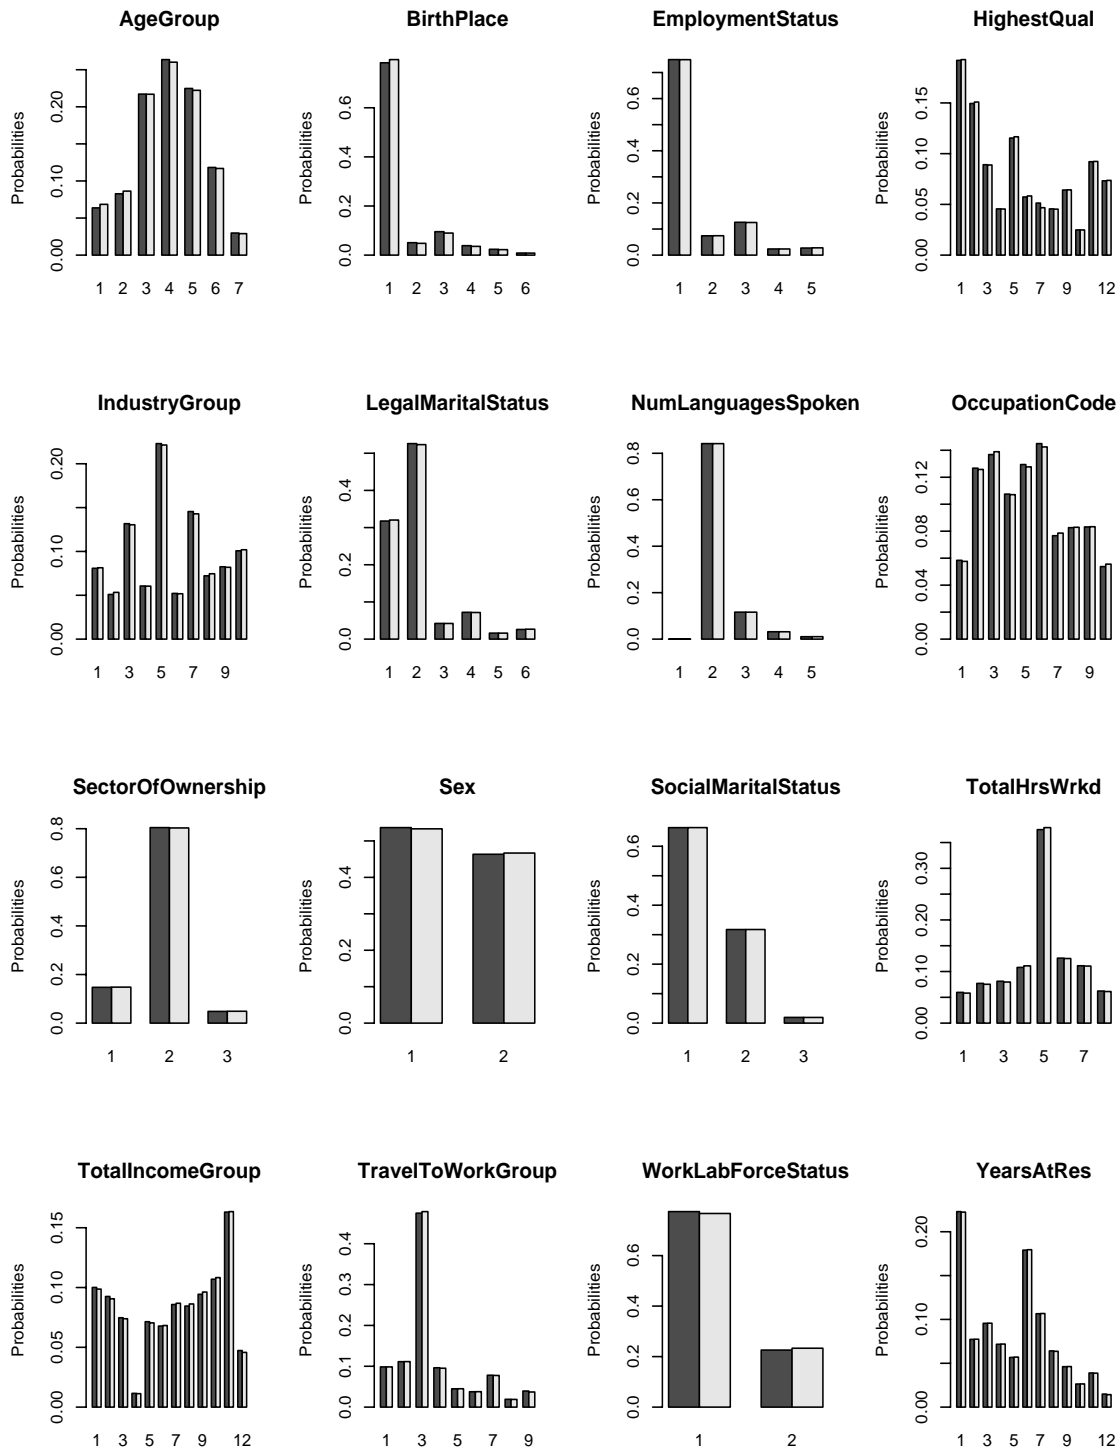 AgeGroup
Probabilities
0.00 0.10 0.20
1 2 3 4 5 6 7
BirthPlace
Probabilities
0.0 0.2 0.4 0.6
1 2 3 4 5 6
EmploymentStatus
Probabilities
0.0 0.2 0.4 0.6
1 2 3 4 5
HighestQual
Probabilities
0.00 0.05 0.10 0.15
1 3 5 7 9 12
IndustryGroup
Probabilities
0.00 0.10 0.20
1 3 5 7 9
LegalMaritalStatus
Probabilities
0.0 0.2 0.4
1 2 3 4 5 6
NumLanguagesSpoken
Probabilities
0.0 0.2 0.4 0.6 0.8
1 2 3 4 5
OccupationCode
Probabilities
0.00 0.04 0.08 0.12
1 3 5 7 9
SectorOfOwnership
Probabilities
0.0 0.2 0.4 0.6 0.8
1 2 3
Sex
Probabilities
0.0 0.2 0.4
1 2
SocialMaritalStatus
Probabilities
0.0 0.2 0.4 0.6
1 2 3
TotalHrsWrkd
Probabilities
0.00 0.10 0.20 0.30
1 3 5 7
TotalIncomeGroup
Probabilities
0.00 0.05 0.10 0.15
1 3 5 7 9 12
TravelToWorkGroup
Probabilities
0.0 0.1 0.2 0.3 0.4
1 3 5 7 9
WorkLabForceStatus
Probabilities
0.0 0.2 0.4 0.6
1 2
YearsAtRes
Probabilities
0.00 0.10 0.20
1 3 5 7 9 12